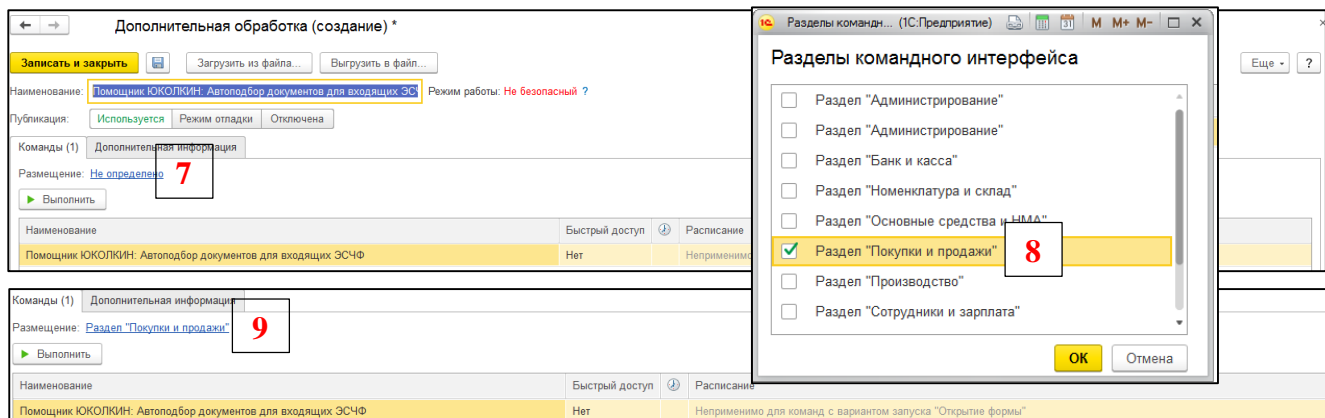 Дополнительная обработка (создание) *
Записать и закрыть Загрузить из файла... Выгрузить в файл... Еще ?
Наименование: Помощник ЮКОЛКИН: Автоподбор документов для входящих ЭСЧ Режим работы: Не безопасный ?
Публикация: Используется Режим отладки Отключена
Команды (1) Дополнительная информация
Размещение: Не определено
7
Выполнить
Наименование Быстрый доступ Расписание
Помощник ЮКОЛКИН: Автоподбор документов для входящих ЭСЧФ Нет Неприменимо
1С Разделы командн... (1С:Предприятие) 31 M M+ M-
Разделы командного интерфейса
Раздел "Администрирование"
Раздел "Администрирование"
Раздел "Банк и касса"
Раздел "Номенклатура и склад"
Раздел "Основные средства и НМА"
Раздел "Покупки и продажи"
8
Раздел "Производство"
Раздел "Сотрудники и зарплата"
ОК Отмена
Команды (1) Дополнительная информация
Размещение: Раздел "Покупки и продажи"
9
Выполнить
Наименование Быстрый доступ Расписание
Помощник ЮКОЛКИН: Автоподбор документов для входящих ЭСЧФ Нет Неприменимо для команд с вариантом запуска "Открытие формы"